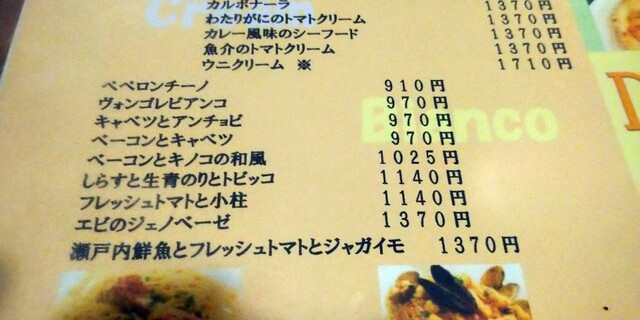 Cream
カルボナーラ 1370円
わたりがにのトマトクリーム 1370円
カレー風味のシーフード 1370円
魚介のトマトクリーム 1370円
ウニクリーム ※ 1710円
Bianco
ペペロンチーノ 910円
ヴォンゴレビアンコ 970円
キャベツとアンチョビ 970円
ベーコンとキャベツ 970円
ベーコンとキノコの和風 1025円
しらすと生青のりとトビッコ 1140円
フレッシュトマトと小柱 1140円
エビのジェノベーゼ 1370円
瀬戸内鮮魚とフレッシュトマトとジャガイモ 1370円